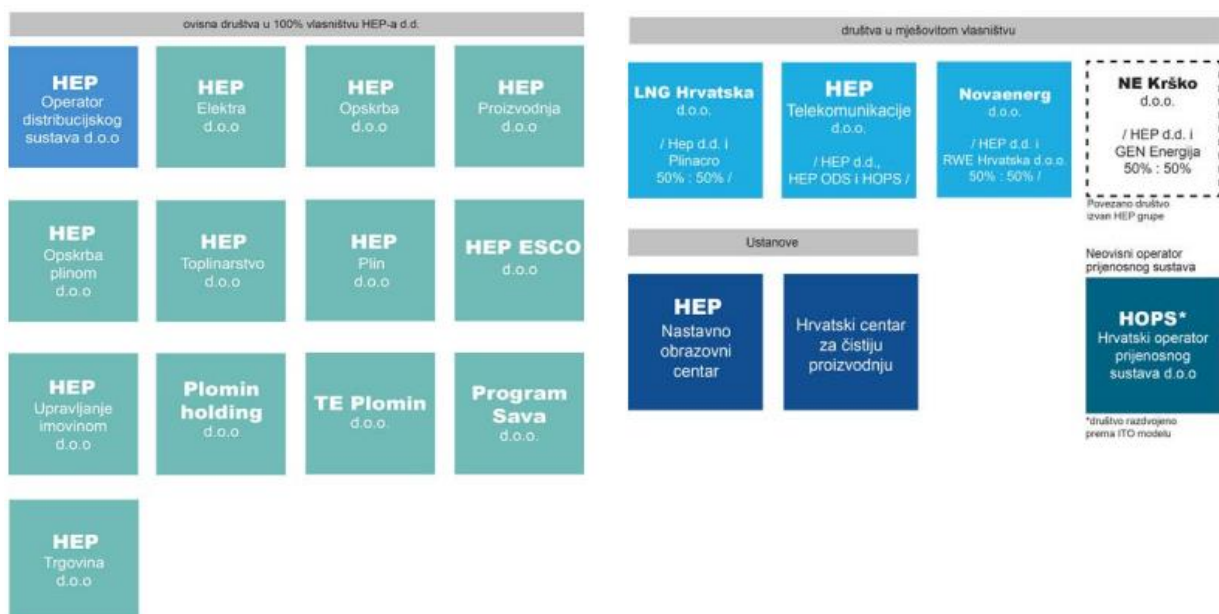 ovisna društva u 100% vlasništvu HEP-a d.d.
HEP
Operator
distribucijskog
sustava d.o.o
HEP
Elektra
d.o.o
HEP
Opskrba
d.o.o
HEP
Proizvodnja
d.o.o
HEP
Opskrba
plinom
d.o.o
HEP
Toplinarstvo
d.o.o
HEP
Plin
d.o.o
HEP ESCO
d.o.o
HEP
Upravljanje
imovinom
d.o.o
Plomin
holding
d.o.o
TE Plomin
d.o.o.
Program
Sava
d.o.o.
HEP
Trgovina
d.o.o
društva u mješovitom vlasništvu
LNG Hrvatska
d.o.o.
/ Hep d.d. i
Plinacro
50% : 50% /
HEP
Telekomunikacije
d.o.o.
/ HEP d.d.,
HEP ODS i HOPS /
Novaenerg
d.o.o.
/ HEP d.d. i
RWE Hrvatska d.o.o.
50% : 50% /
NE Krško
d.o.o.
/ HEP d.d. i
GEN Energija
50% : 50%
Povezano društvo
izvan HEP grupe
Ustanove
HEP
Nastavno
obrazovni
centar
Hrvatski centar
za čistiju
proizvodnju
Neovisni operator
prijenosnog sustava
HOPS*
Hrvatski operator
prijenosnog
sustava d.o.o
*društvo razdvojeno
prema ITO modelu